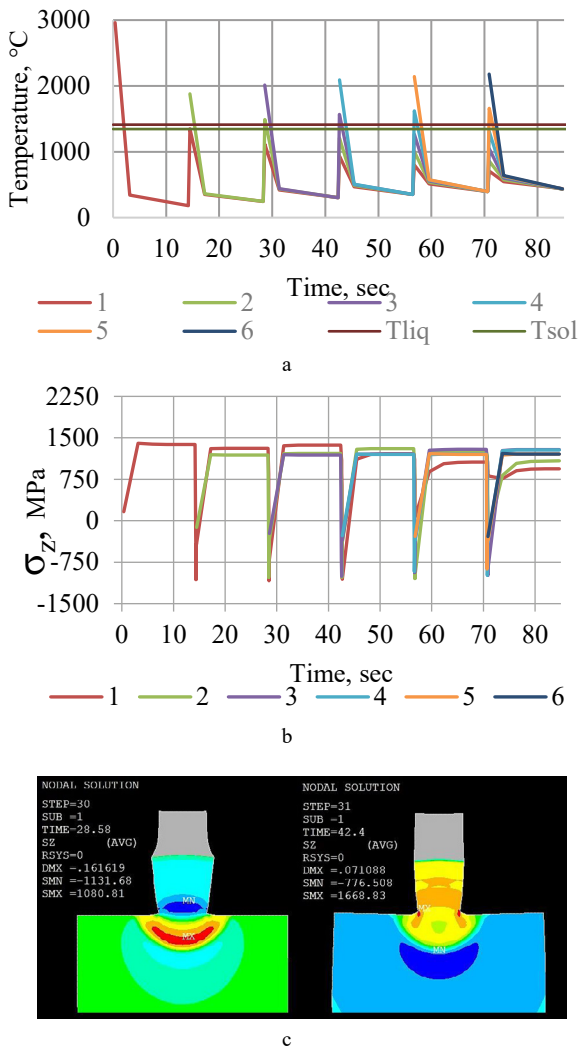 3000
2000
1000
0
Temperature, °C
0 10 20 30 40 50 60 70 80
Time, sec
1 2 3 4
5 6 Tliq Tsol
a
2250
1500
750
0
-750
-1500
σz, MPa
0 10 20 30 40 50 60 70 80
Time, sec
1 2 3 4 5 6
b
NODAL SOLUTION
STEP=30
SUB =1
TIME=28.58
SZ (AVG)
RSYS=0
DMX =.161619
SMN =-1131.68
SMX =1080.81
MN
MX
NODAL SOLUTION
STEP=31
SUB =1
TIME=42.4
SZ (AVG)
RSYS=0
DMX =.071088
SMN =-776.508
SMX =1668.83
MX
MN
c